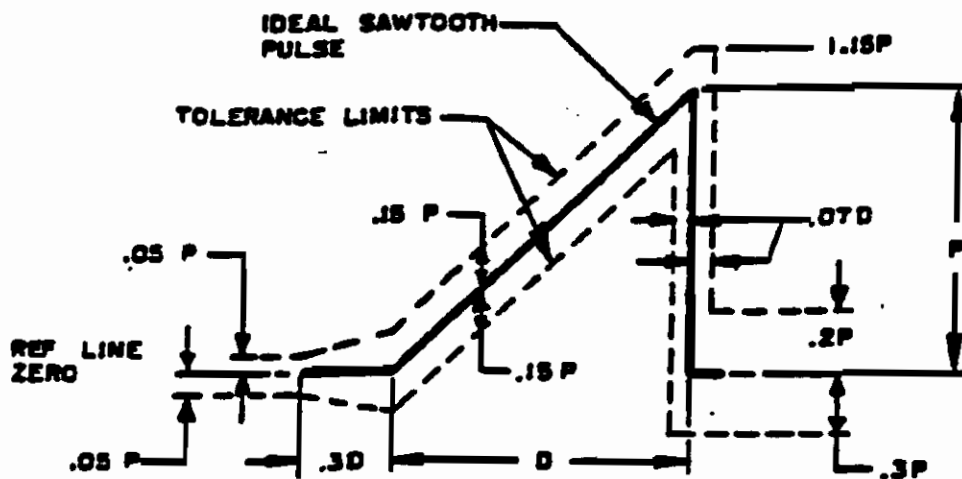 IDEAL SAWTOOTH
PULSE
1.15P
TOLERANCE LIMITS
.15 P
.07D
.05 P
P
REF LINE
ZERO
.2P
.15 P
.05 P
.3D
D
.3P